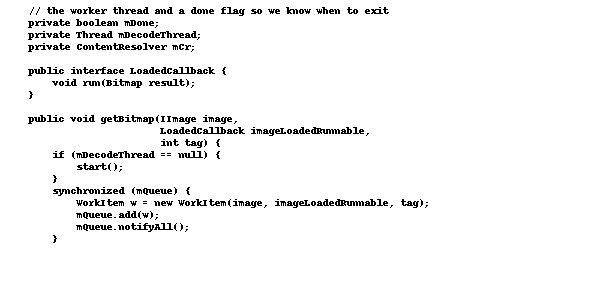 // the worker thread and a done flag so we know when to exit
private boolean mDone;
private Thread mDecodeThread;
private ContentResolver mCr;
public interface LoadedCallback {
void run(Bitmap result);
}
public void getBitmap(IImage image,
LoadedCallback imageLoadedRunnable,
int tag) {
if (mDecodeThread == null) {
start();
}
synchronized (mQueue) {
WorkItem w = new WorkItem(image, imageLoadedRunnable, tag);
mQueue.add(w);
mQueue.notifyAll();
}